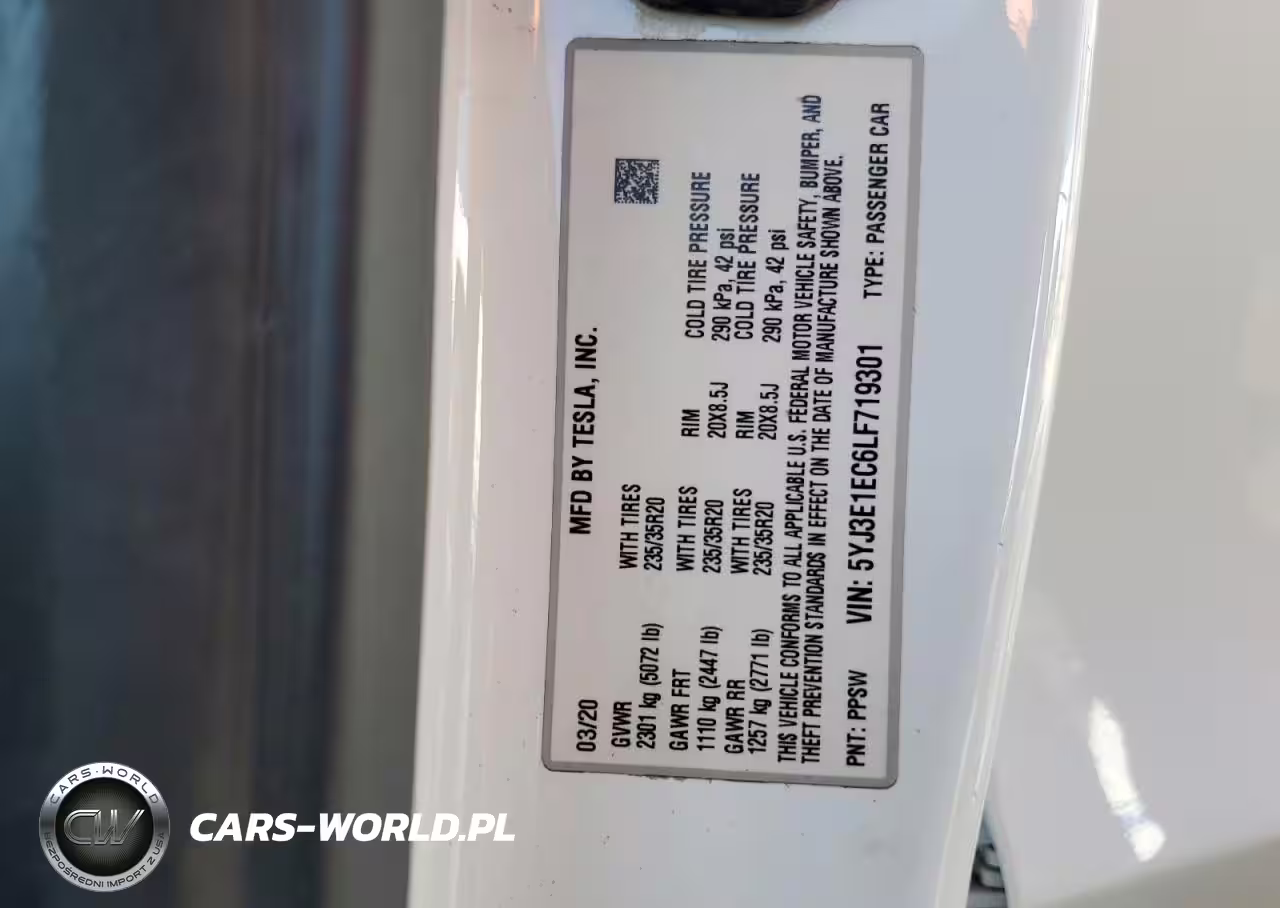 03/20 MFD BY TESLA, INC.
GVWR WITH TIRES
2301 kg (5072 lb) 235/35R20
GAWR FRT WITH TIRES RIM COLD TIRE PRESSURE
1110 kg (2447 lb) 235/35R20 20X8.5J 290 kPa, 42 psi
GAWR RR WITH TIRES RIM COLD TIRE PRESSURE
1257 kg (2771 lb) 235/35R20 20X8.5J 290 kPa, 42 psi
THIS VEHICLE CONFORMS TO ALL APPLICABLE U.S. FEDERAL MOTOR VEHICLE SAFETY, BUMPER, AND
THEFT PREVENTION STANDARDS IN EFFECT ON THE DATE OF MANUFACTURE SHOWN ABOVE.
PNT: PPSW VIN: 5YJ3E1EC6LF719301 TYPE: PASSENGER CAR
CARS-WORLD
CW
BEZPOŚREDNI IMPORT Z USA
CARS-WORLD.PL